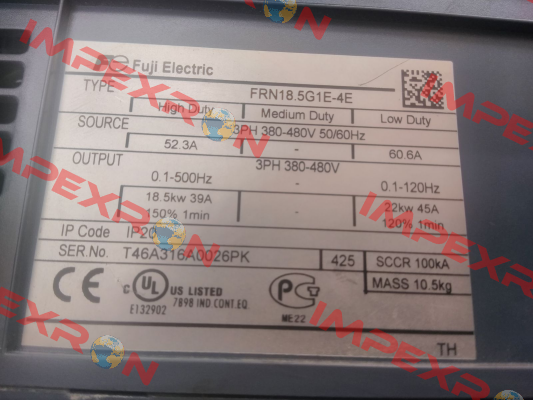 Fe Fuji Electric
TYPE FRN18.5G1E-4E
High Duty Medium Duty Low Duty
SOURCE 3PH 380-480V 50/60Hz
52.3A - 60.6A
OUTPUT 3PH 380-480V
0.1-500Hz - 0.1-120Hz
18.5kw 39A - 22kw 45A
150% 1min 120% 1min
IP Code IP20
SER.No. T46A316A0026PK 425 SCCR 100kA
MASS 10.5kg
CE c UL US LISTED
7898 IND CONT.EQ.
E132902
PC
ME22
TH
IMPEXRON
IMPEXRON
IMPEXRON
IMPEXRON
IMPEXRON